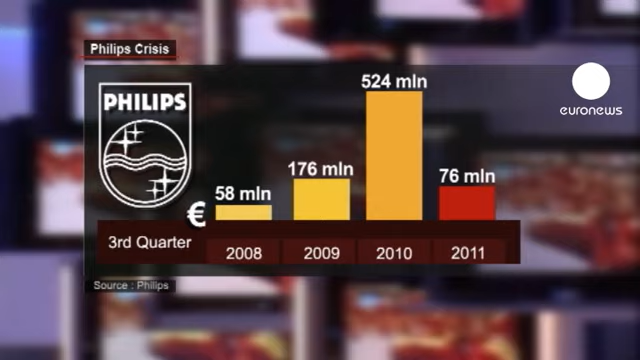 Philips Crisis
PHILIPS
euronews
524 mln
176 mln
76 mln
58 mln
€
3rd Quarter
2008
2009
2010
2011
Source : Philips